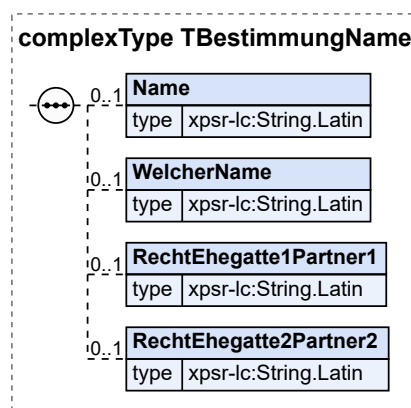 complexType TBestimmungName
0..1
Name
type xpsr-lc:String.Latin
0..1
WelcherName
type xpsr-lc:String.Latin
0..1
RechtEhegatte1Partner1
type xpsr-lc:String.Latin
0..1
RechtEhegatte2Partner2
type xpsr-lc:String.Latin